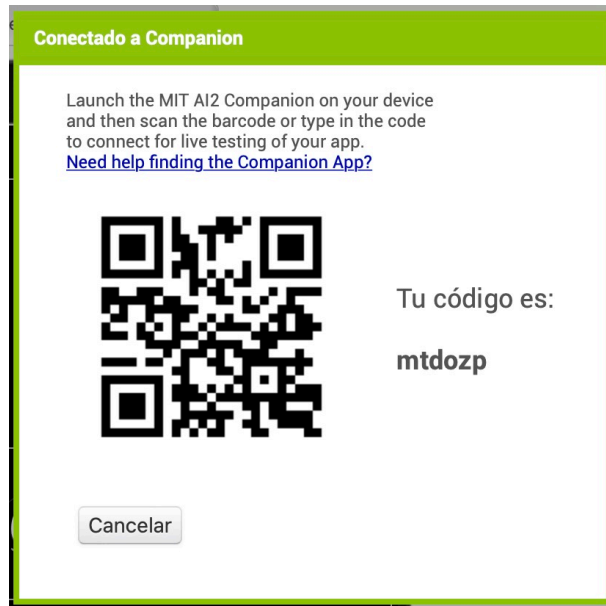 Conectado a Companion
Launch the MIT AI2 Companion on your device
and then scan the barcode or type in the code
to connect for live testing of your app.
Need help finding the Companion App?
Tu código es:
mtdozp
Cancelar